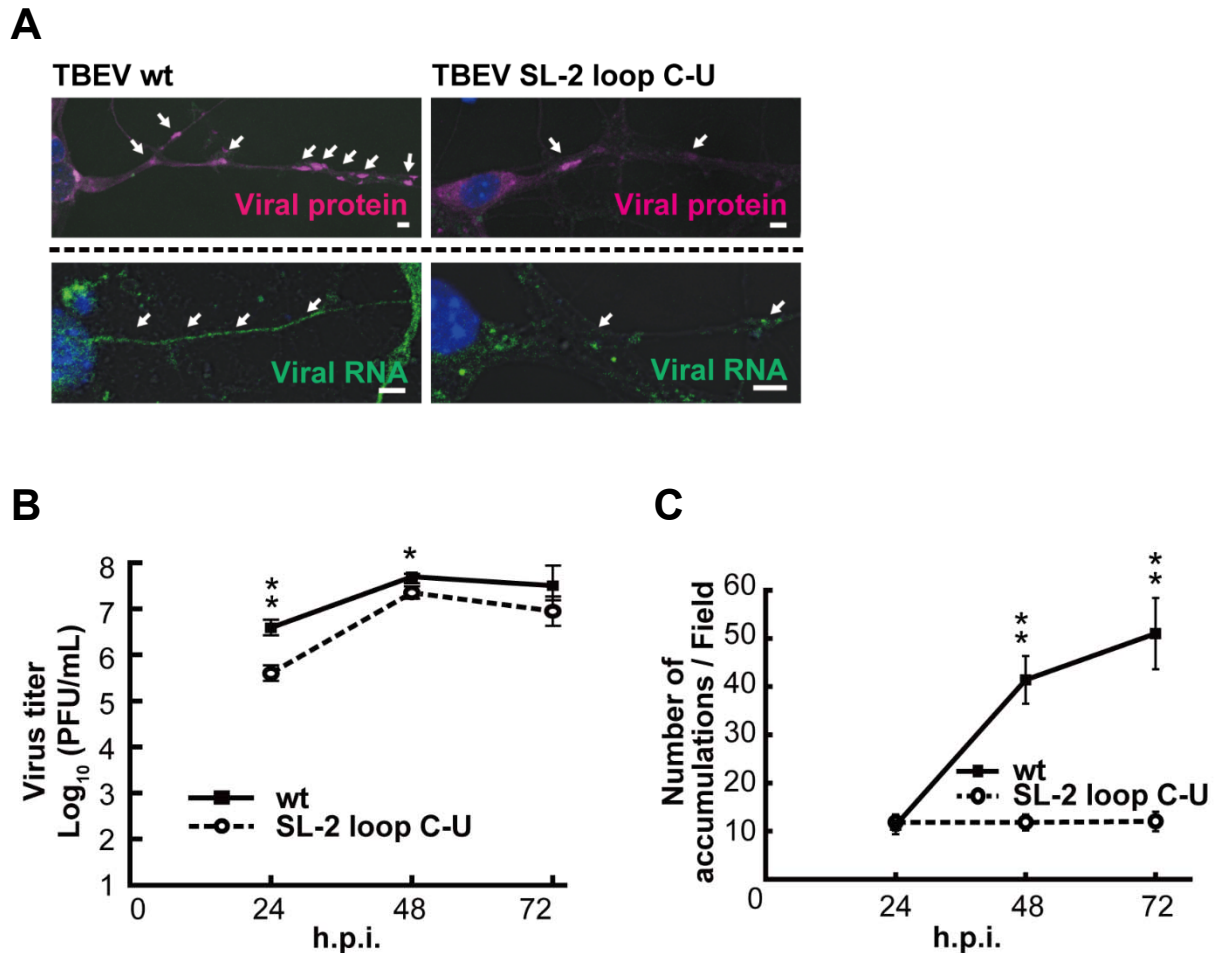 A
TBEV wt
TBEV SL-2 loop C-U
Viral protein
Viral protein
Viral RNA
Viral RNA
B
Virus titer
Log10 (PFU/mL)
8
7
6
5
4
3
2
1
* *
*
wt
SL-2 loop C-U
0
24
48
72
h.p.i.
C
Number of
accumulations / Field
60
50
40
30
20
10
0
* *
* *
wt
SL-2 loop C-U
24
48
72
h.p.i.